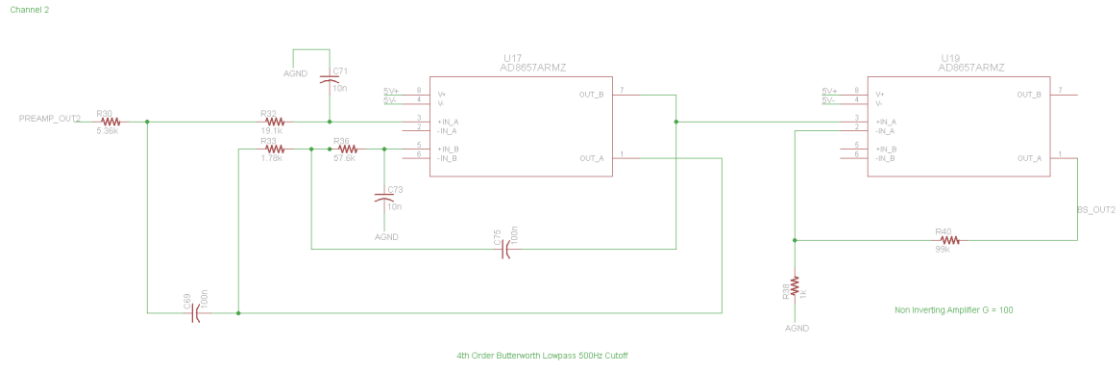 Channel 2
U17
AD8657ARMZ
U19
AD8657ARMZ
AGND
C71
10n
5V+
5V-
8
4
V+
V-
OUT_B
7
5V+
5V-
8
4
V+
V-
OUT_B
7
PREAMP_OUT2
R30
5.36k
R32
19.1k
3
2
+IN_A
-IN_A
3
2
+IN_A
-IN_A
R33
1.78k
R36
57.6k
5
6
+IN_B
-IN_B
OUT_A
1
5
6
+IN_B
-IN_B
OUT_A
1
C73
10n
AGND
BS_OUT2
C75
100n
R40
99k
C69
100n
R38
1k
AGND
Non Inverting Amplifier G = 100
4th Order Butterworth Lowpass 500Hz Cutoff